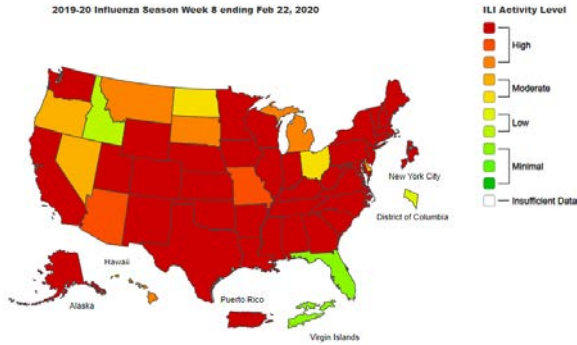 2019-20 Influenza Season Week 8 ending Feb 22, 2020
ILI Activity Level
High
Moderate
Low
Minimal
Insufficient Data
New York City
District of Columbia
Hawaii
Alaska
Puerto Rico
Virgin Islands